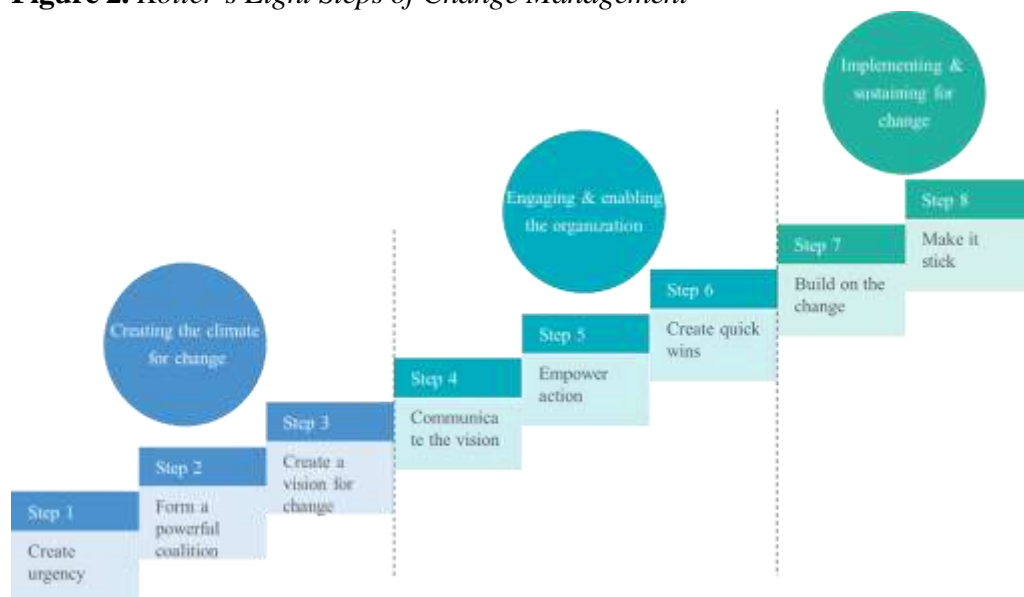 Figure 2. Kotter's Eight Steps of Change Management
Implementing &
sustaining for
change
Engaging & enabling
the organization
Creating the climate
for change
Step 1
Create
urgency
Step 2
Form a
powerful
coalition
Step 3
Create a
vision for
change
Step 4
Communica
te the vision
Step 5
Empower
action
Step 6
Create quick
wins
Step 7
Build on the
change
Step 8
Make it
stick